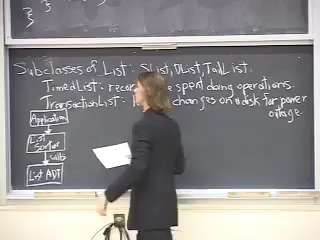 } }
}
Subclasses of List: SList, DList, TailList.
TimedList: recor e spent doing operations.
TransactionList: changes on a disk for power
outage.
Application
List
Sorter
calls
List ADT